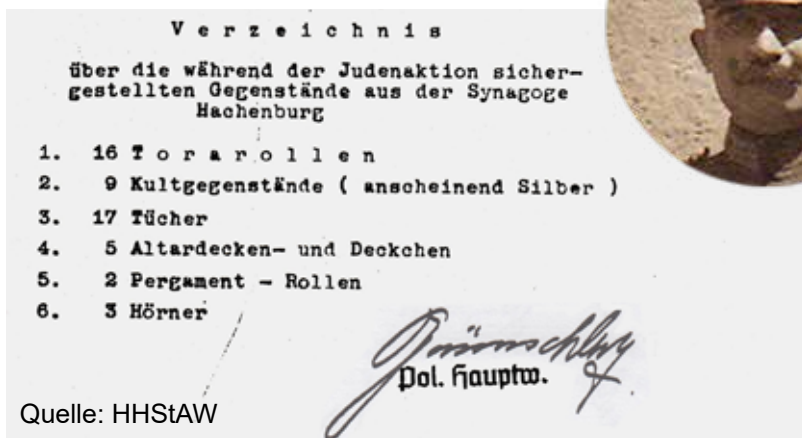 V e r z e i c h n i s
über die während der Judenaktion sicher-
gestellten Gegenstände aus der Synagoge
Hachenburg
1. 16 T o r a r o l l e n
2. 9 Kultgegenstände ( anscheinend Silber )
3. 17 Tücher
4. 5 Altardecken- und Deckchen
5. 2 Pergament - Rollen
6. 3 Hörner
Pol. Hauptw.
Quelle: HHStAW